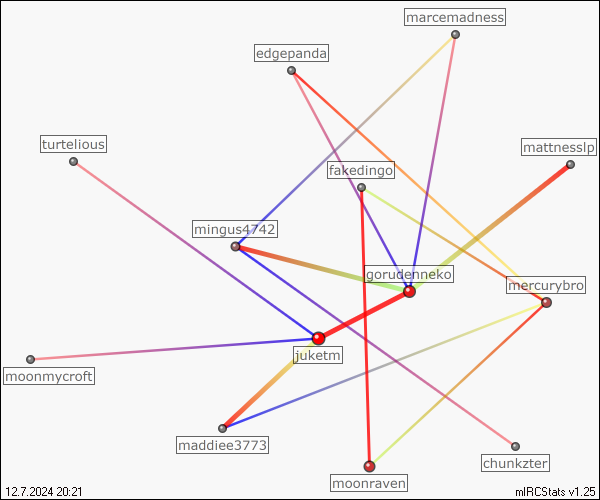 marcemadness
edgepanda
turtelious
mattnesslp
fakedingo
mingus4742
gorudenneko
mercurybro
juketm
moonmycroft
maddiee3773
chunkzter
moonraven
12.7.2024 20:21
mIRCStats v1.25